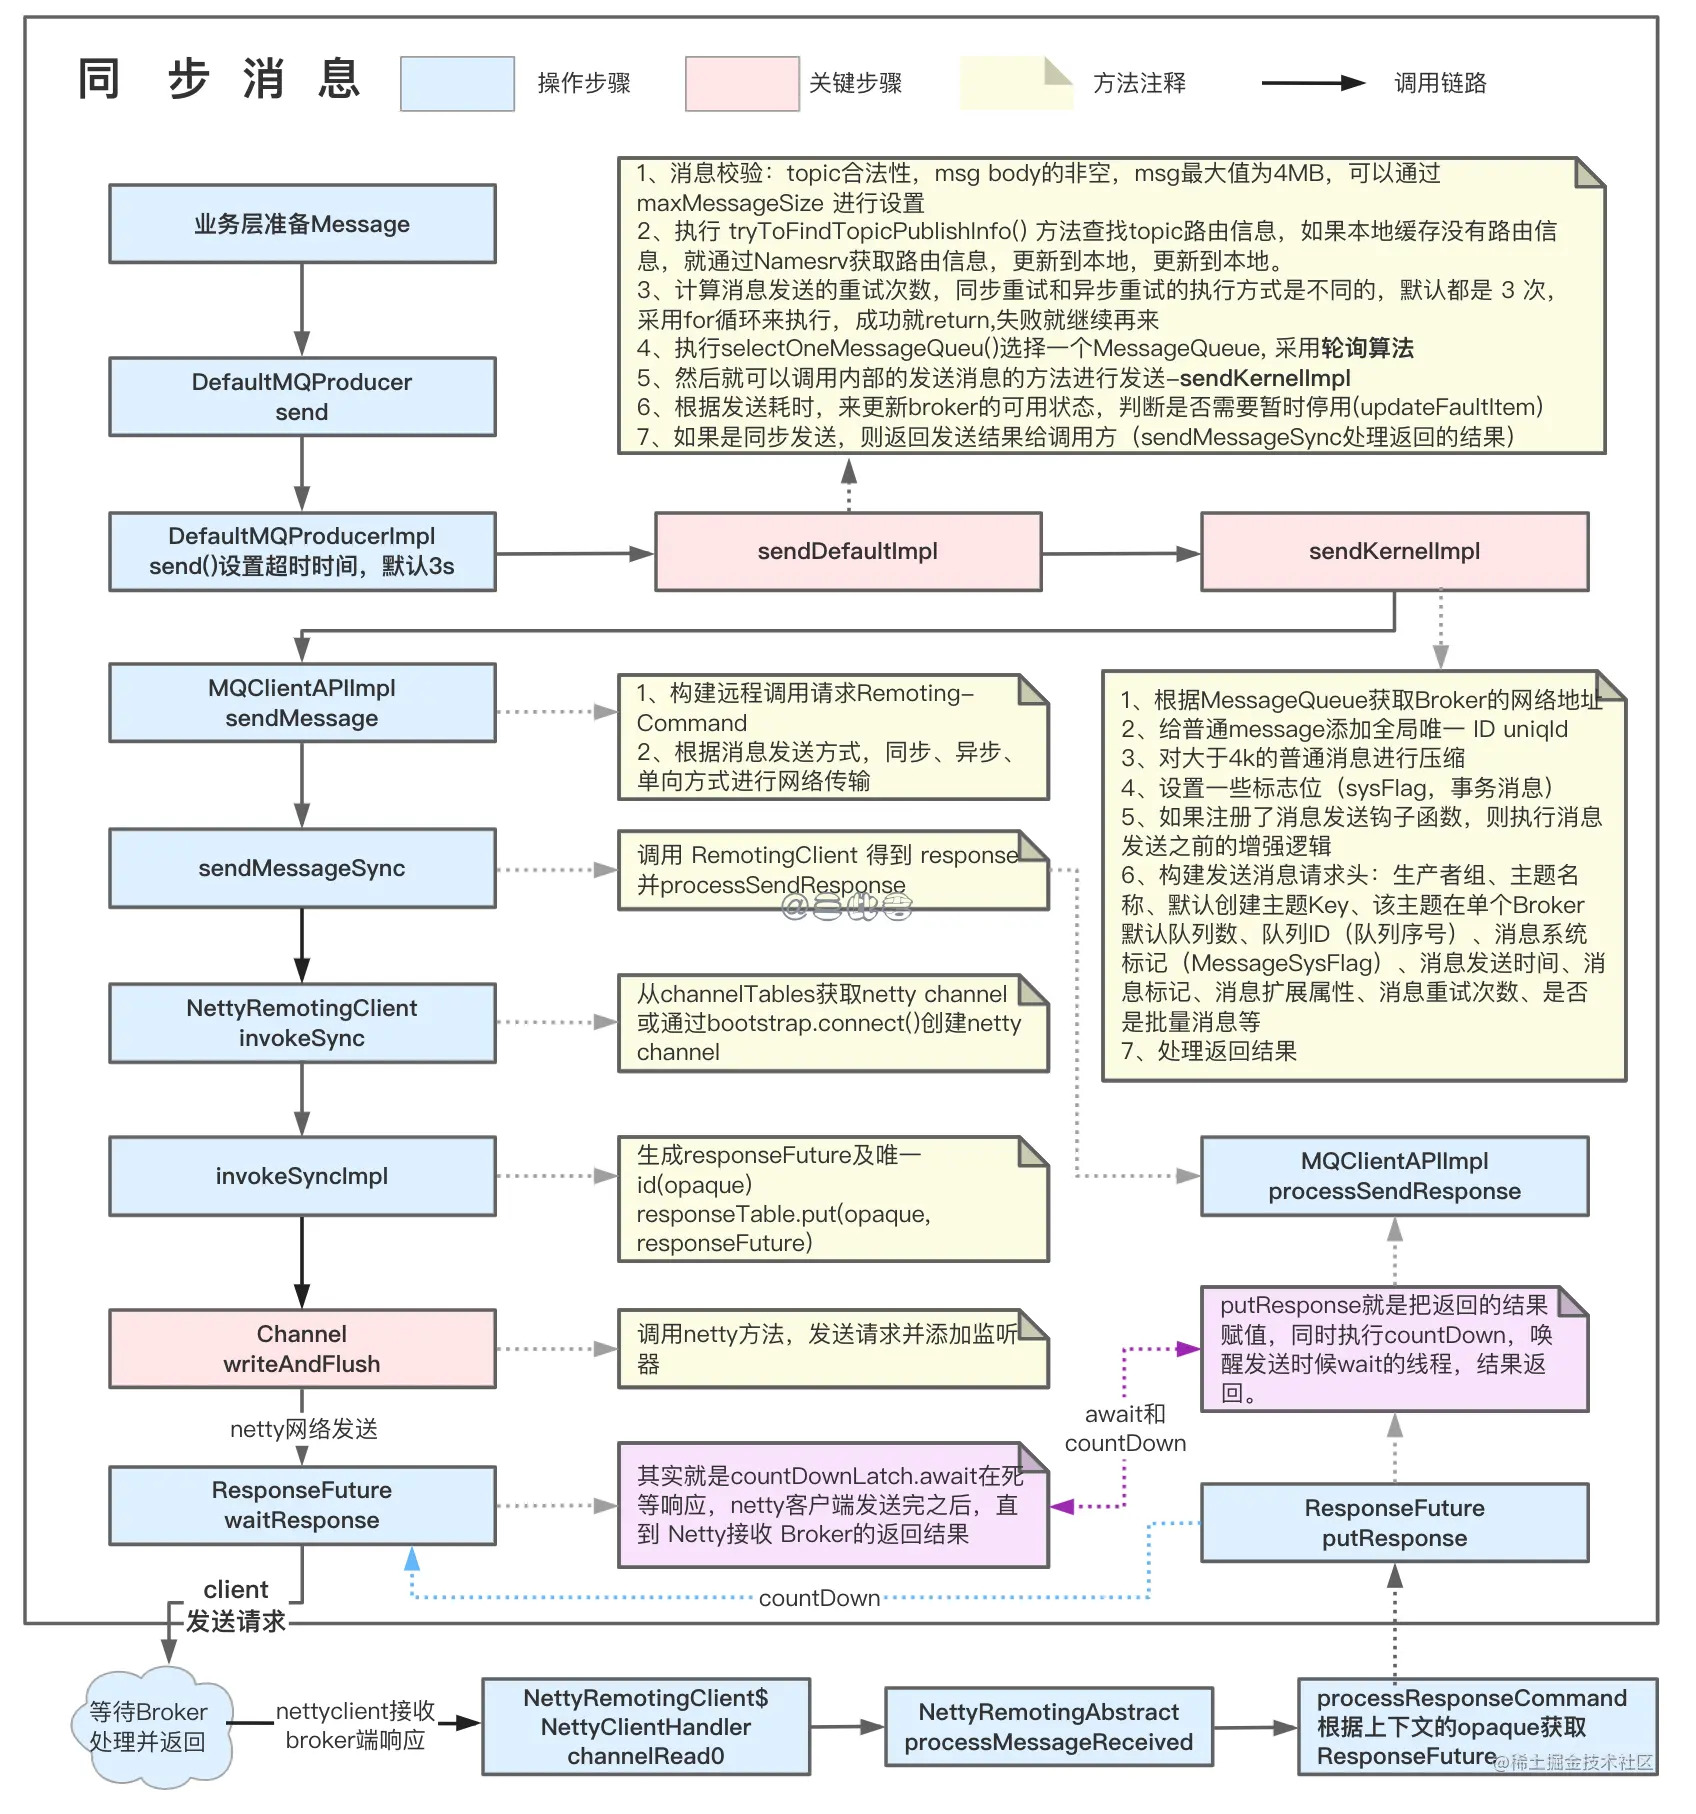 同 步 消 息
操作步骤
关键步骤
方法注释
调用链路
业务层准备Message
DefaultMQProducer
send
DefaultMQProducerImpl
send()设置超时时间，默认3s
1、消息校验：topic合法性，msg body的非空，msg最大值为4MB，可以通过
maxMessageSize 进行设置
2、执行 tryToFindTopicPublishInfo() 方法查找topic路由信息，如果本地缓存没有路由信
息，就通过Namesrv获取路由信息，更新到本地，更新到本地。
3、计算消息发送的重试次数，同步重试和异步重试的执行方式是不同的，默认都是 3 次，
采用for循环来执行，成功就return,失败就继续再来
4、执行selectOneMessageQueu()选择一个MessageQueue, 采用轮询算法
5、然后就可以调用内部的发送消息的方法进行发送-sendKernelImpl
6、根据发送耗时，来更新broker的可用状态，判断是否需要暂时停用(updateFaultItem)
7、如果是同步发送，则返回发送结果给调用方（sendMessageSync处理返回的结果）
sendDefaultImpl
sendKernelImpl
MQClientAPIImpl
sendMessage
1、构建远程调用请求Remoting-
Command
2、根据消息发送方式，同步、异步、
单向方式进行网络传输
1、根据MessageQueue获取Broker的网络地址
2、给普通message添加全局唯一 ID uniqId
3、对大于4k的普通消息进行压缩
4、设置一些标志位（sysFlag，事务消息）
5、如果注册了消息发送钩子函数，则执行消息
发送之前的增强逻辑
6、构建发送消息请求头：生产者组、主题名
称、默认创建主题Key、该主题在单个Broker
默认队列数、队列ID（队列序号）、消息系统
标记（MessageSysFlag）、消息发送时间、消
息标记、消息扩展属性、消息重试次数、是否
是批量消息等
7、处理返回结果
sendMessageSync
调用 RemotingClient 得到 response
并processSendResponse
NettyRemotingClient
invokeSync
从channelTables获取netty channel
或通过bootstrap.connect()创建netty
channel
invokeSyncImpl
生成responseFuture及唯一
id(opaque)
responseTable.put(opaque,
responseFuture)
MQClientAPIImpl
processSendResponse
Channel
writeAndFlush
调用netty方法，发送请求并添加监听
器
putResponse就是把返回的结果
赋值，同时执行countDown，唤
醒发送时候wait的线程，结果返
回。
netty网络发送
await和
countDown
ResponseFuture
waitResponse
其实就是countDownLatch.await在死
等响应，netty客户端发送完之后，直
到 Netty接收 Broker的返回结果
ResponseFuture
putResponse
countDown
client
发送请求
等待Broker
处理并返回
nettyclient接收
broker端响应
NettyRemotingClient$
NettyClientHandler
channelRead0
NettyRemotingAbstract
processMessageReceived
processResponseCommand
根据上下文的opaque获取
ResponseFuture
@稀土掘金技术社区